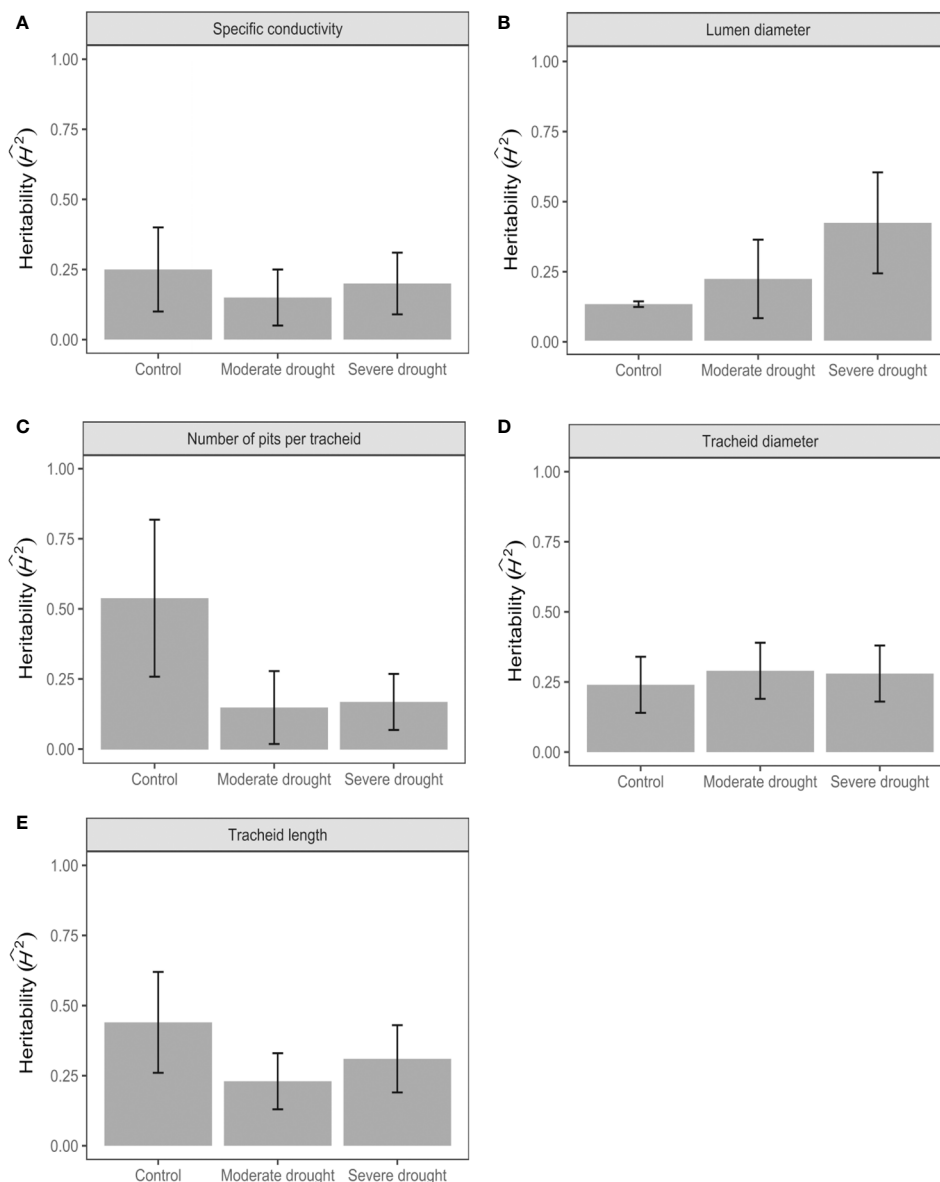 A
Specific conductivity
Heritability (Ĥ²)
1.00
0.75
0.50
0.25
0.00
Control Moderate drought Severe drought
B
Lumen diameter
Heritability (Ĥ²)
1.00
0.75
0.50
0.25
0.00
Control Moderate drought Severe drought
C
Number of pits per tracheid
Heritability (Ĥ²)
1.00
0.75
0.50
0.25
0.00
Control Moderate drought Severe drought
D
Tracheid diameter
Heritability (Ĥ²)
1.00
0.75
0.50
0.25
0.00
Control Moderate drought Severe drought
E
Tracheid length
Heritability (Ĥ²)
1.00
0.75
0.50
0.25
0.00
Control Moderate drought Severe drought